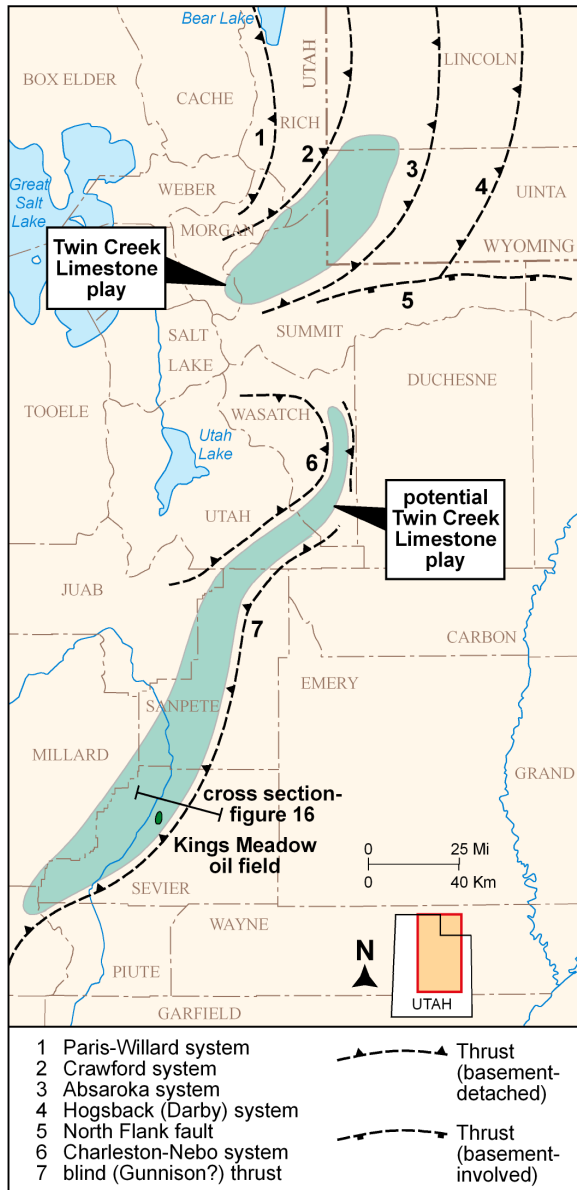 Bear Lake
BOX ELDER
CACHE
UTAH
LINCOLN
1
RICH
2
3
4
Great
Salt
Lake
WEBER
UINTA
MORGAN
WYOMING
Twin Creek
Limestone
play
5
SALT
LAKE
SUMMIT
DUCHESNE
TOOELE
WASATCH
Utah
Lake
6
UTAH
potential
Twin Creek
Limestone
play
JUAB
7
CARBON
EMERY
SANPETE
MILLARD
GRAND
cross section-
figure 16
Kings Meadow
oil field
0 25 Mi
0 40 Km
SEVIER
WAYNE
N
PIUTE
UTAH
GARFIELD
1 Paris-Willard system
2 Crawford system
3 Absaroka system
4 Hogsback (Darby) system
5 North Flank fault
6 Charleston-Nebo system
7 blind (Gunnison?) thrust
Thrust
(basement-
detached)
Thrust
(basement-
involved)